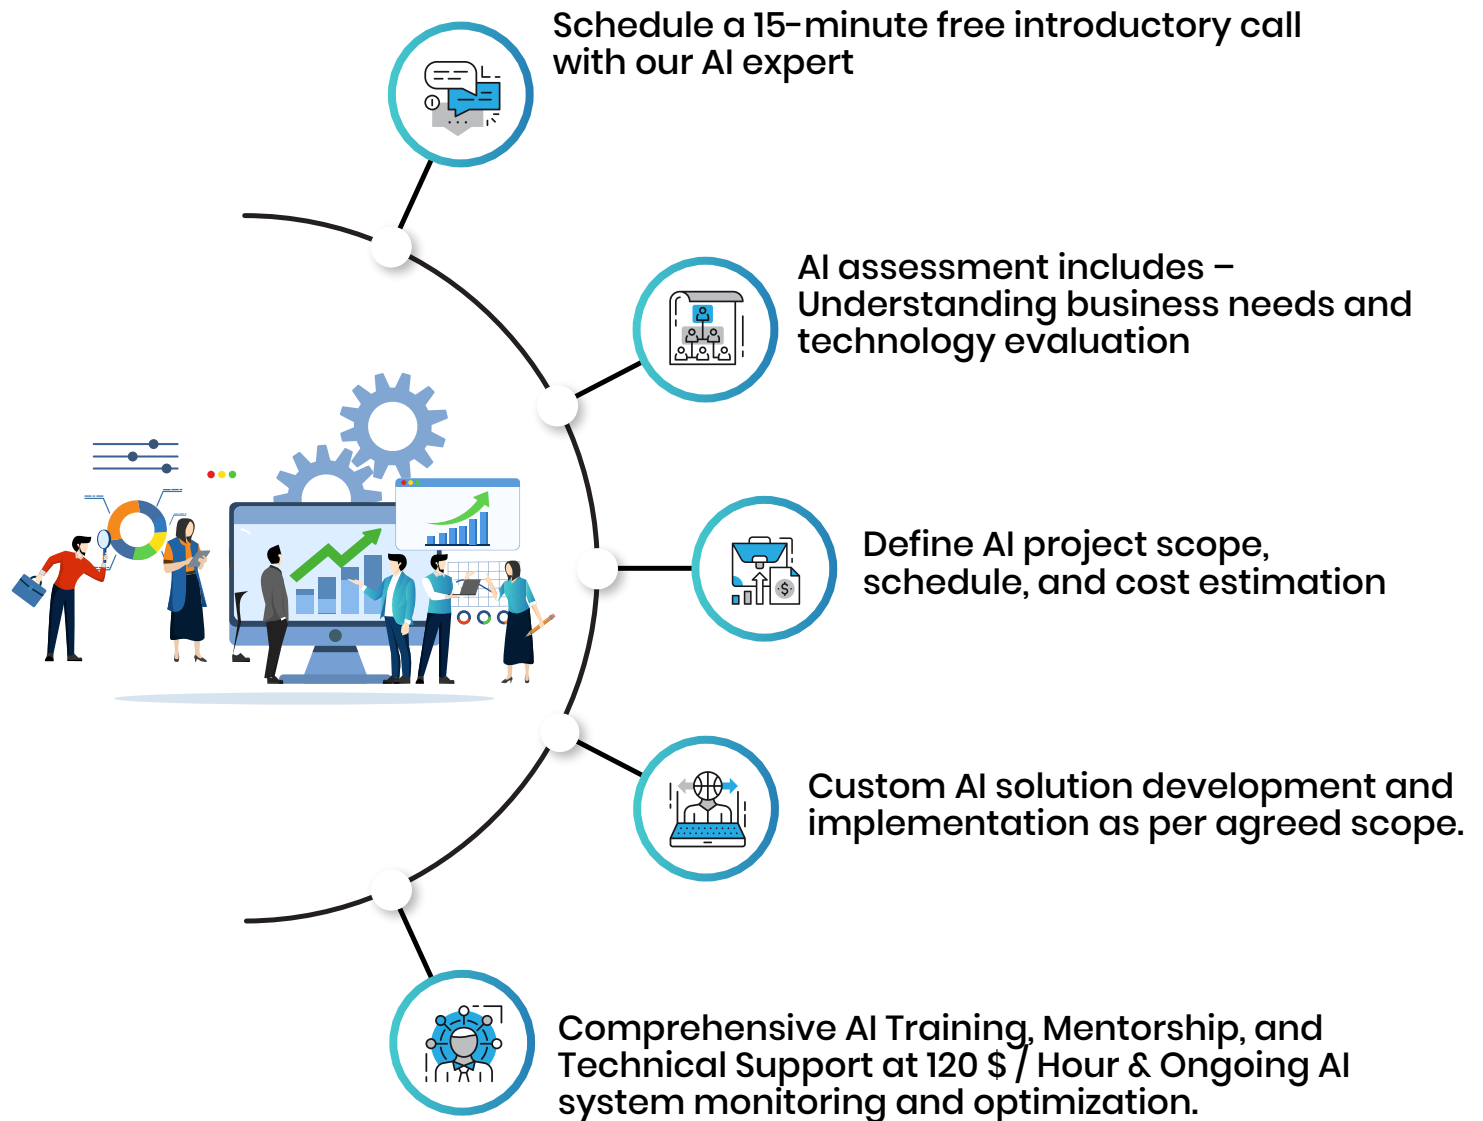 Schedule a 15-minute free introductory call
with our AI expert
AI assessment includes –
Understanding business needs and
technology evaluation
Define AI project scope,
schedule, and cost estimation
Custom AI solution development and
implementation as per agreed scope.
Comprehensive AI Training, Mentorship, and
Technical Support at 120 $ / Hour & Ongoing AI
system monitoring and optimization.